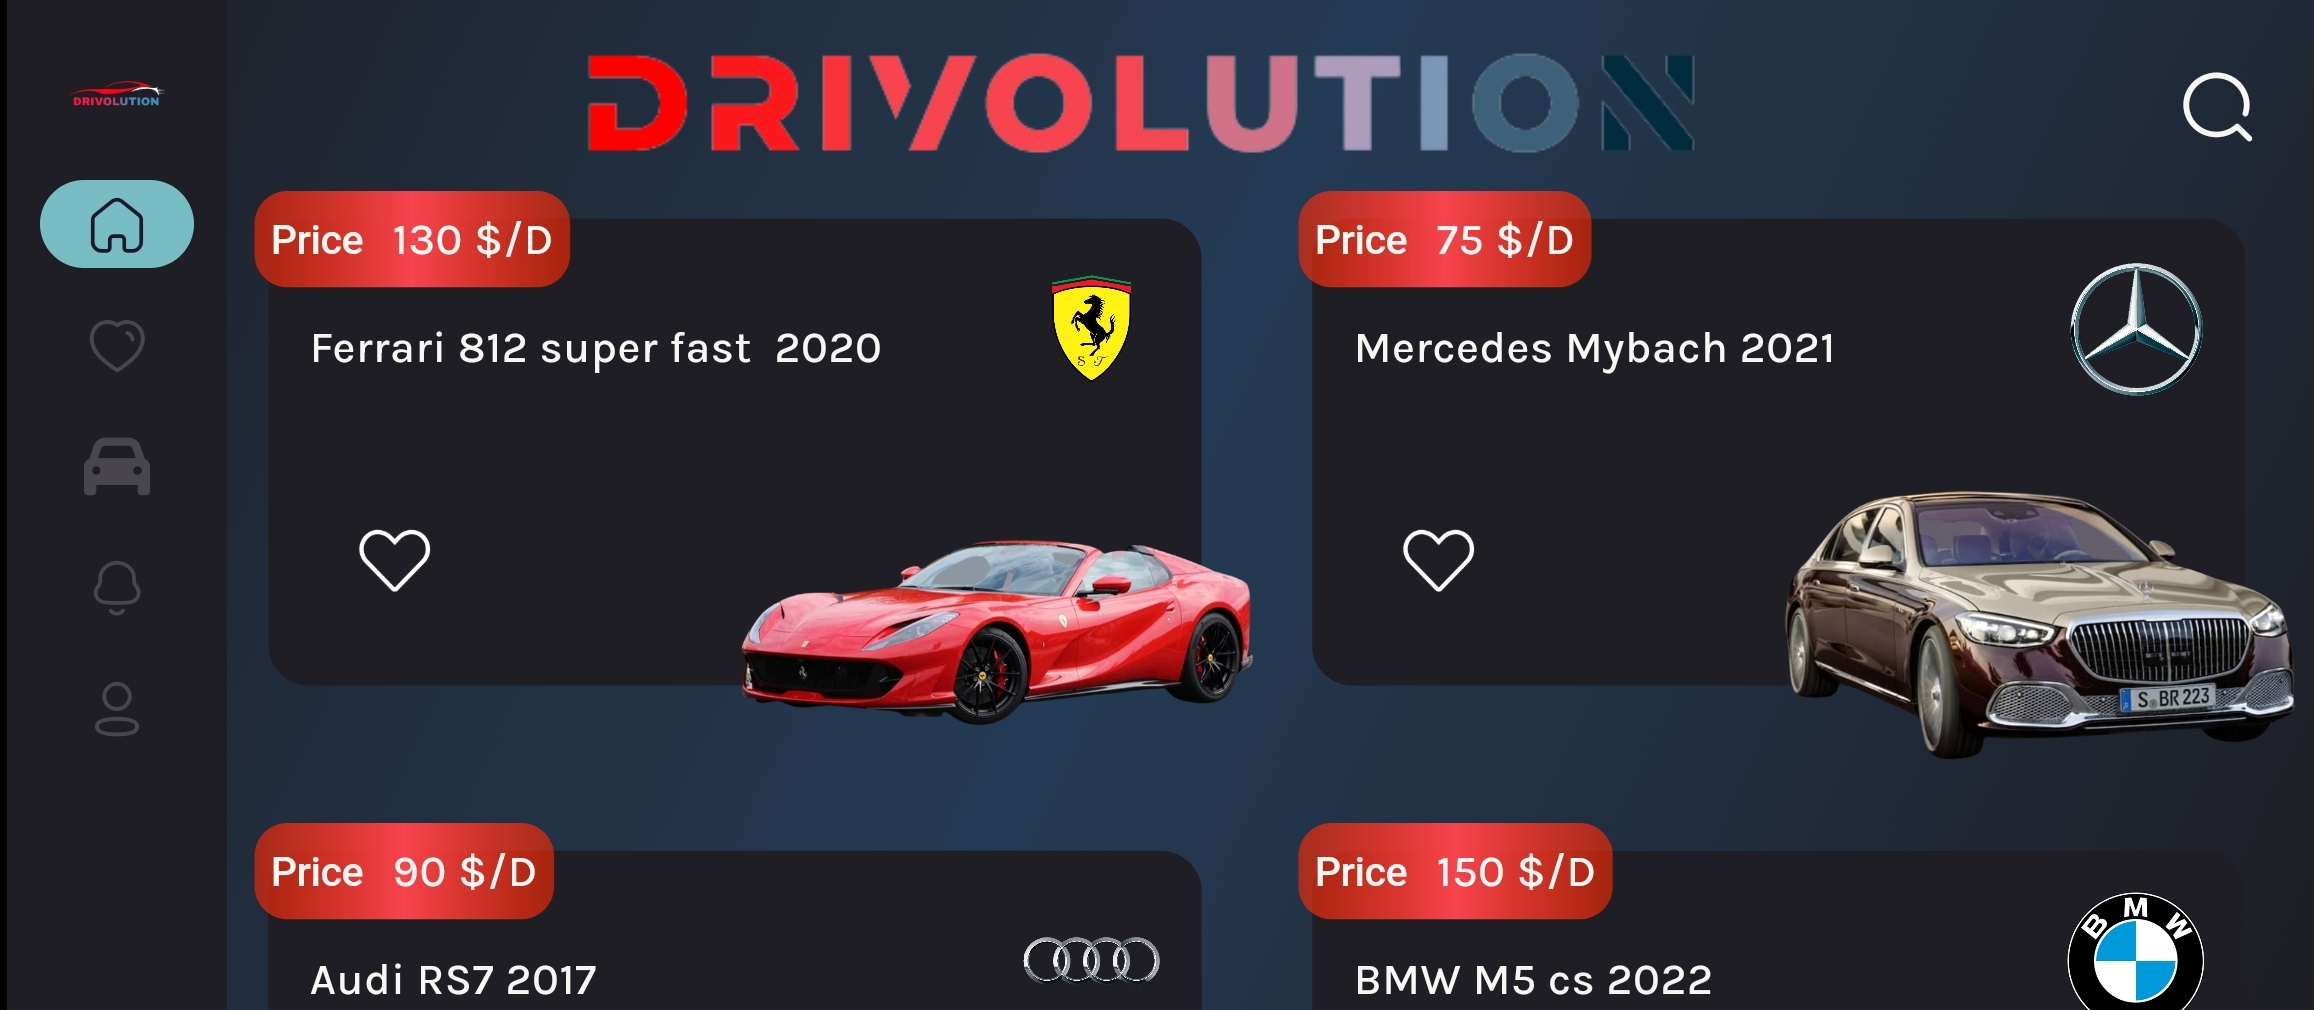 DRIVOLUTION
DRIVOLUTION
Price 130 $/D
Ferrari 812 super fast  2020
S F
Price 75 $/D
Mercedes Mybach 2021
S BR 223
Price 90 $/D
Audi RS7 2017
Price 150 $/D
BMW M5 cs 2022
BMW